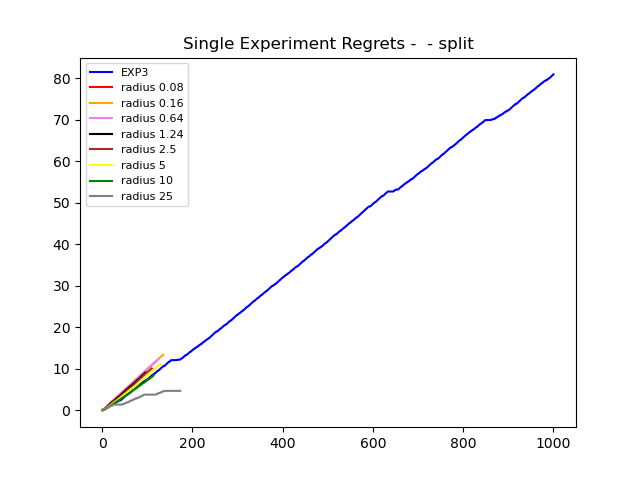 Single Experiment Regrets -  - split
EXP3
radius 0.08
radius 0.16
radius 0.64
radius 1.24
radius 2.5
radius 5
radius 10
radius 25
80
70
60
50
40
30
20
10
0
0 200 400 600 800 1000